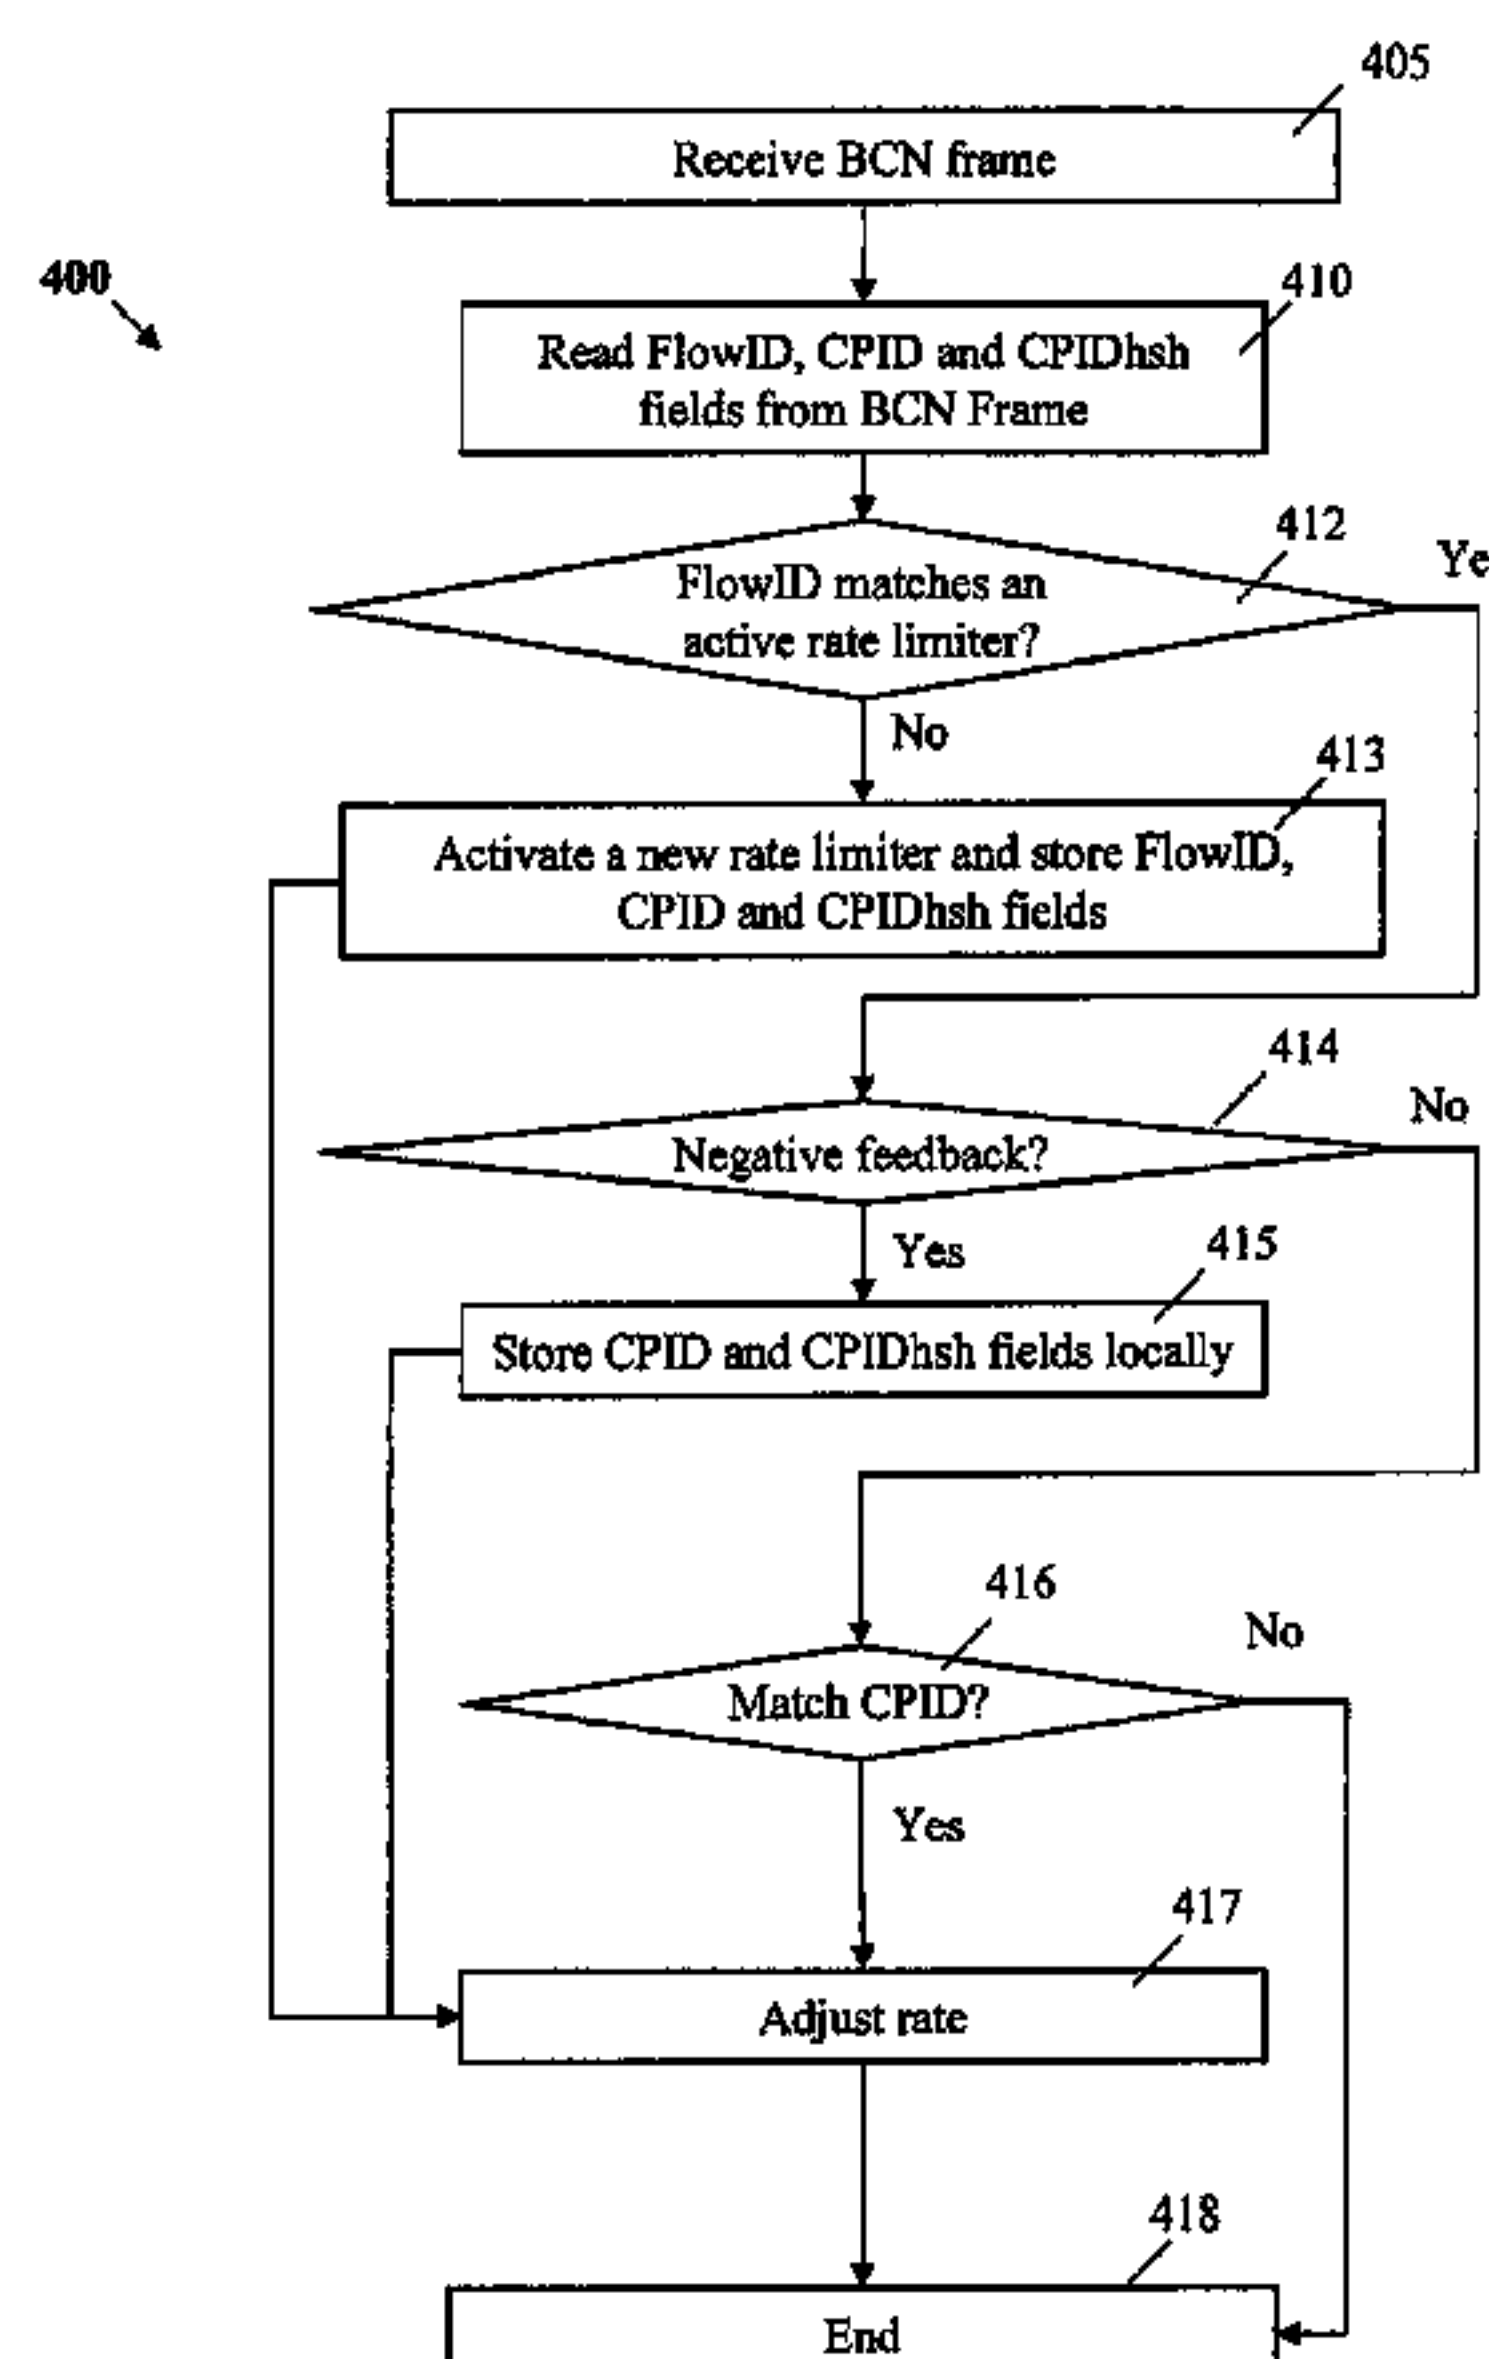 405
Receive BCN frame
400
410
Read FlowID, CPID and CPIDhsh
fields from BCN Frame
412
Ye
FlowID matches an
active rate limiter?
No
413
Activate a new rate limiter and store FlowID,
CPID and CPIDhsh fields
414
No
Negative feedback?
Yes
415
Store CPID and CPIDhsh fields locally
416
No
Match CPID?
Yes
417
Adjust rate
418
End